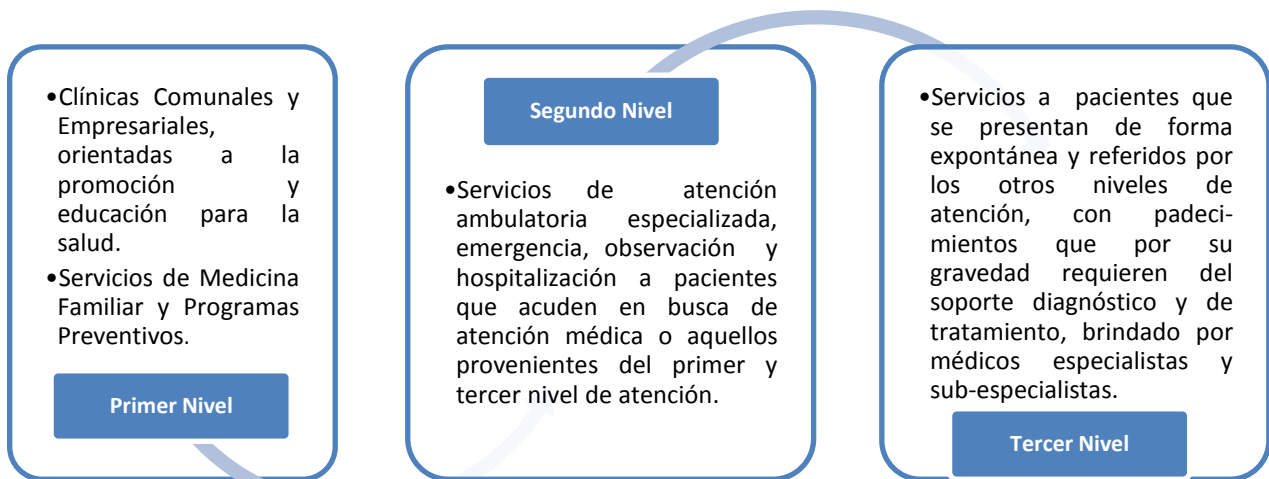 •Clínicas Comunales y
Empresariales,
orientadas a la
promoción y
educación para la
salud.
•Servicios de Medicina
Familiar y Programas
Preventivos.
Primer Nivel
Segundo Nivel
•Servicios de atención
ambulatoria especializada,
emergencia, observación y
hospitalización a pacientes
que acuden en busca de
atención médica o aquellos
provenientes del primer y
tercer nivel de atención.
•Servicios a pacientes que
se presentan de forma
expontánea y referidos por
los otros niveles de
atención, con padeci-
mientos que por su
gravedad requieren del
soporte diagnóstico y de
tratamiento, brindado por
médicos especialistas y
sub-especialistas.
Tercer Nivel